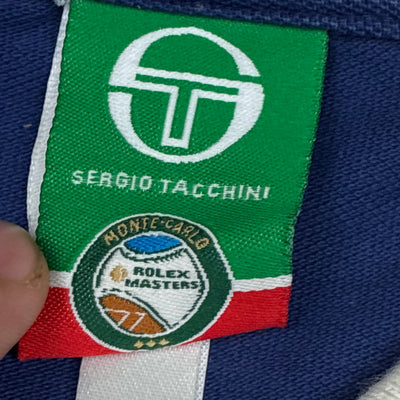 SERGIO TACCHINI
MONTE-CARLO
ROLEX
MASTERS